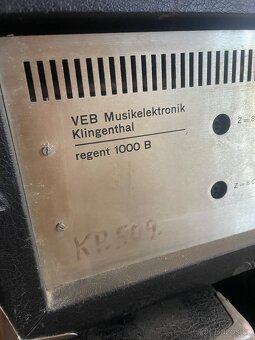 VEB Musikelektronik
Klingenthal
regent 1000 B
KP.509.